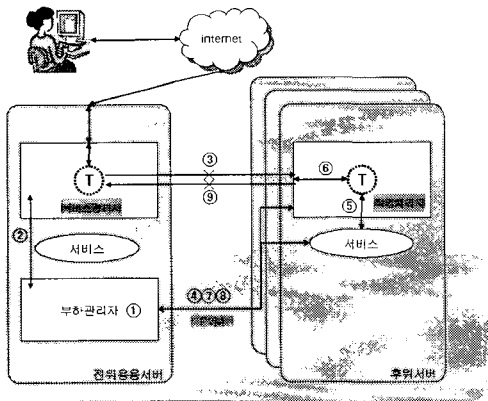 internet
③
⑥
T
T
⑨
⑤
②
서비스
서비스
부하관리자 ①
④⑦⑧
전위응용서버
후위서버